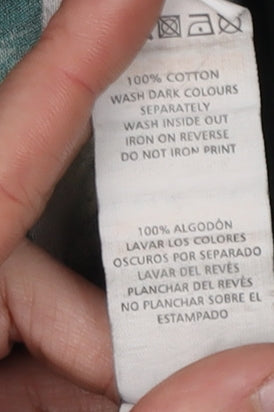 100% COTTON
WASH DARK COLOURS
SEPARATELY
WASH INSIDE OUT
IRON ON REVERSE
DO NOT IRON PRINT
100% ALGODÓN
LAVAR LOS COLORES
OSCUROS POR SEPARADO
LAVAR DEL REVÉS
PLANCHAR DEL REVÉS
NO PLANCHAR SOBRE EL
ESTAMPADO